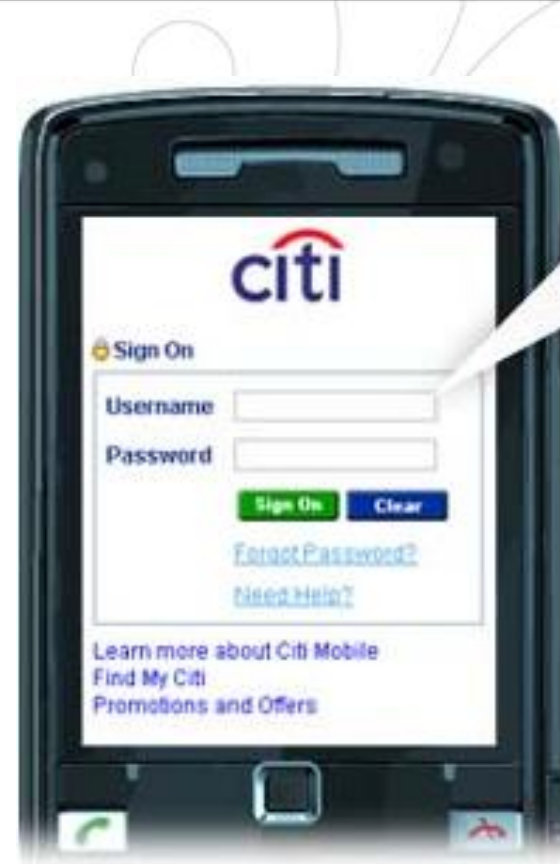 citi
Sign On
Username
Password
Sign On Clear
Forgot Password?
Need Help?
Learn more about Citi Mobile
Find My Citi
Promotions and Offers